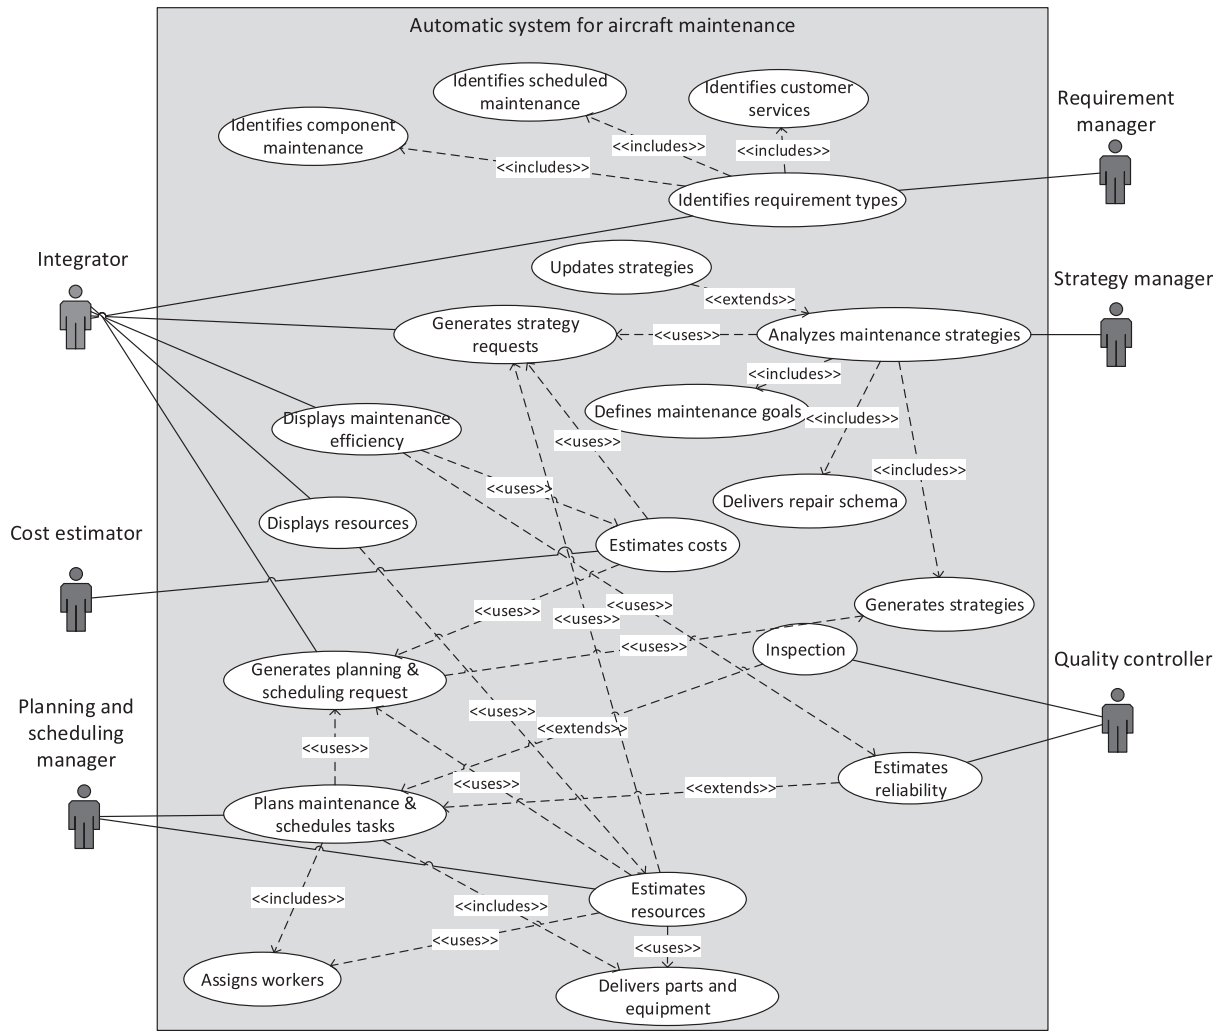 Automatic system for aircraft maintenance
Identifies scheduled
maintenance
Identifies customer
services
Requirement
manager
Identifies component
maintenance
<<includes>>
<<includes>>
<<includes>>
Identifies requirement types
Integrator
Updates strategies
Strategy manager
<<extends>>
Generates strategy
requests
<<uses>>
Analyzes maintenance strategies
<<includes>>
Displays maintenance
efficiency
Defines maintenance goals
<<includes>>
<<uses>>
<<includes>>
<<uses>>
Delivers repair schema
Displays resources
Cost estimator
Estimates costs
<<uses>>
<<uses>>
<<uses>>
Generates strategies
<<uses>>
Inspection
Quality controller
Generates planning &
scheduling request
Planning and
scheduling
manager
<<uses>>
<<extends>>
<<uses>>
<<uses>>
Estimates
reliability
<<extends>>
Plans maintenance &
schedules tasks
<<includes>>
<<includes>>
Estimates
resources
<<uses>>
<<uses>>
Assigns workers
Delivers parts and
equipment